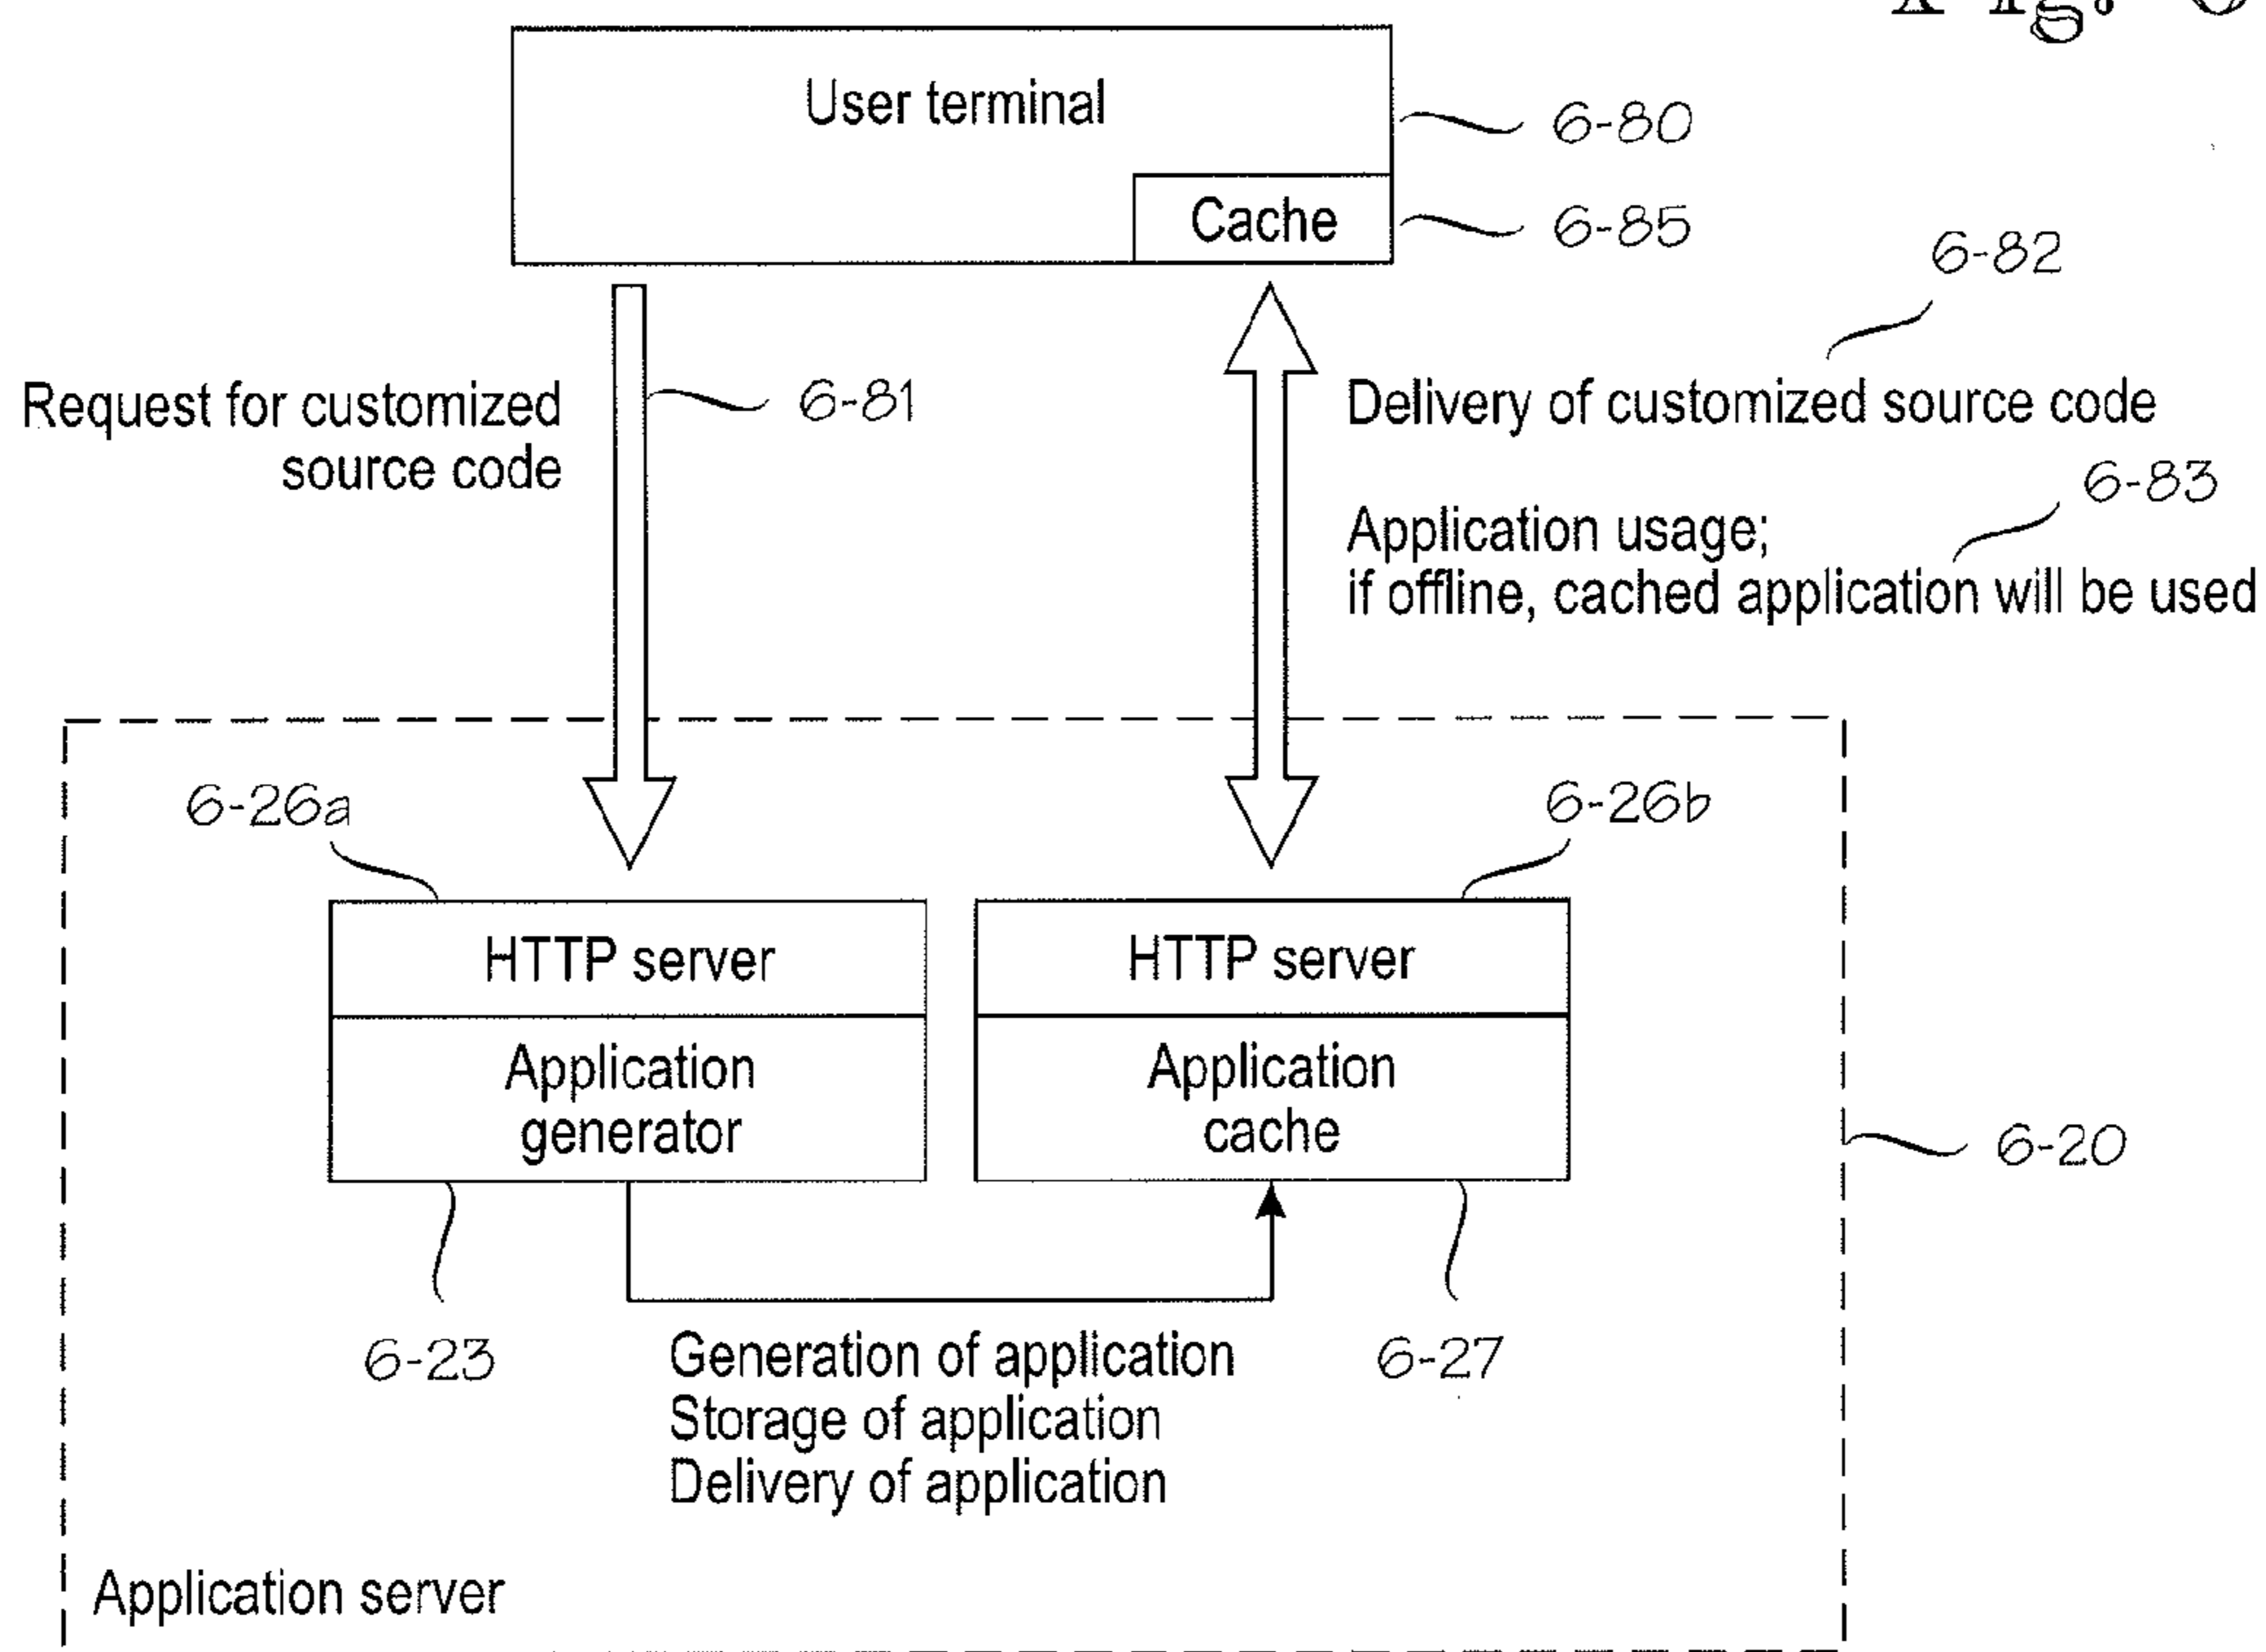 User terminal
6-80
Cache
6-85
6-82
Request for customized
source code
6-81
Delivery of customized source code
6-83
Application usage;
if offline, cached application will be used
6-26a
6-26b
HTTP server
HTTP server
Application
generator
Application
cache
6-20
6-23
6-27
Generation of application
Storage of application
Delivery of application
Application server